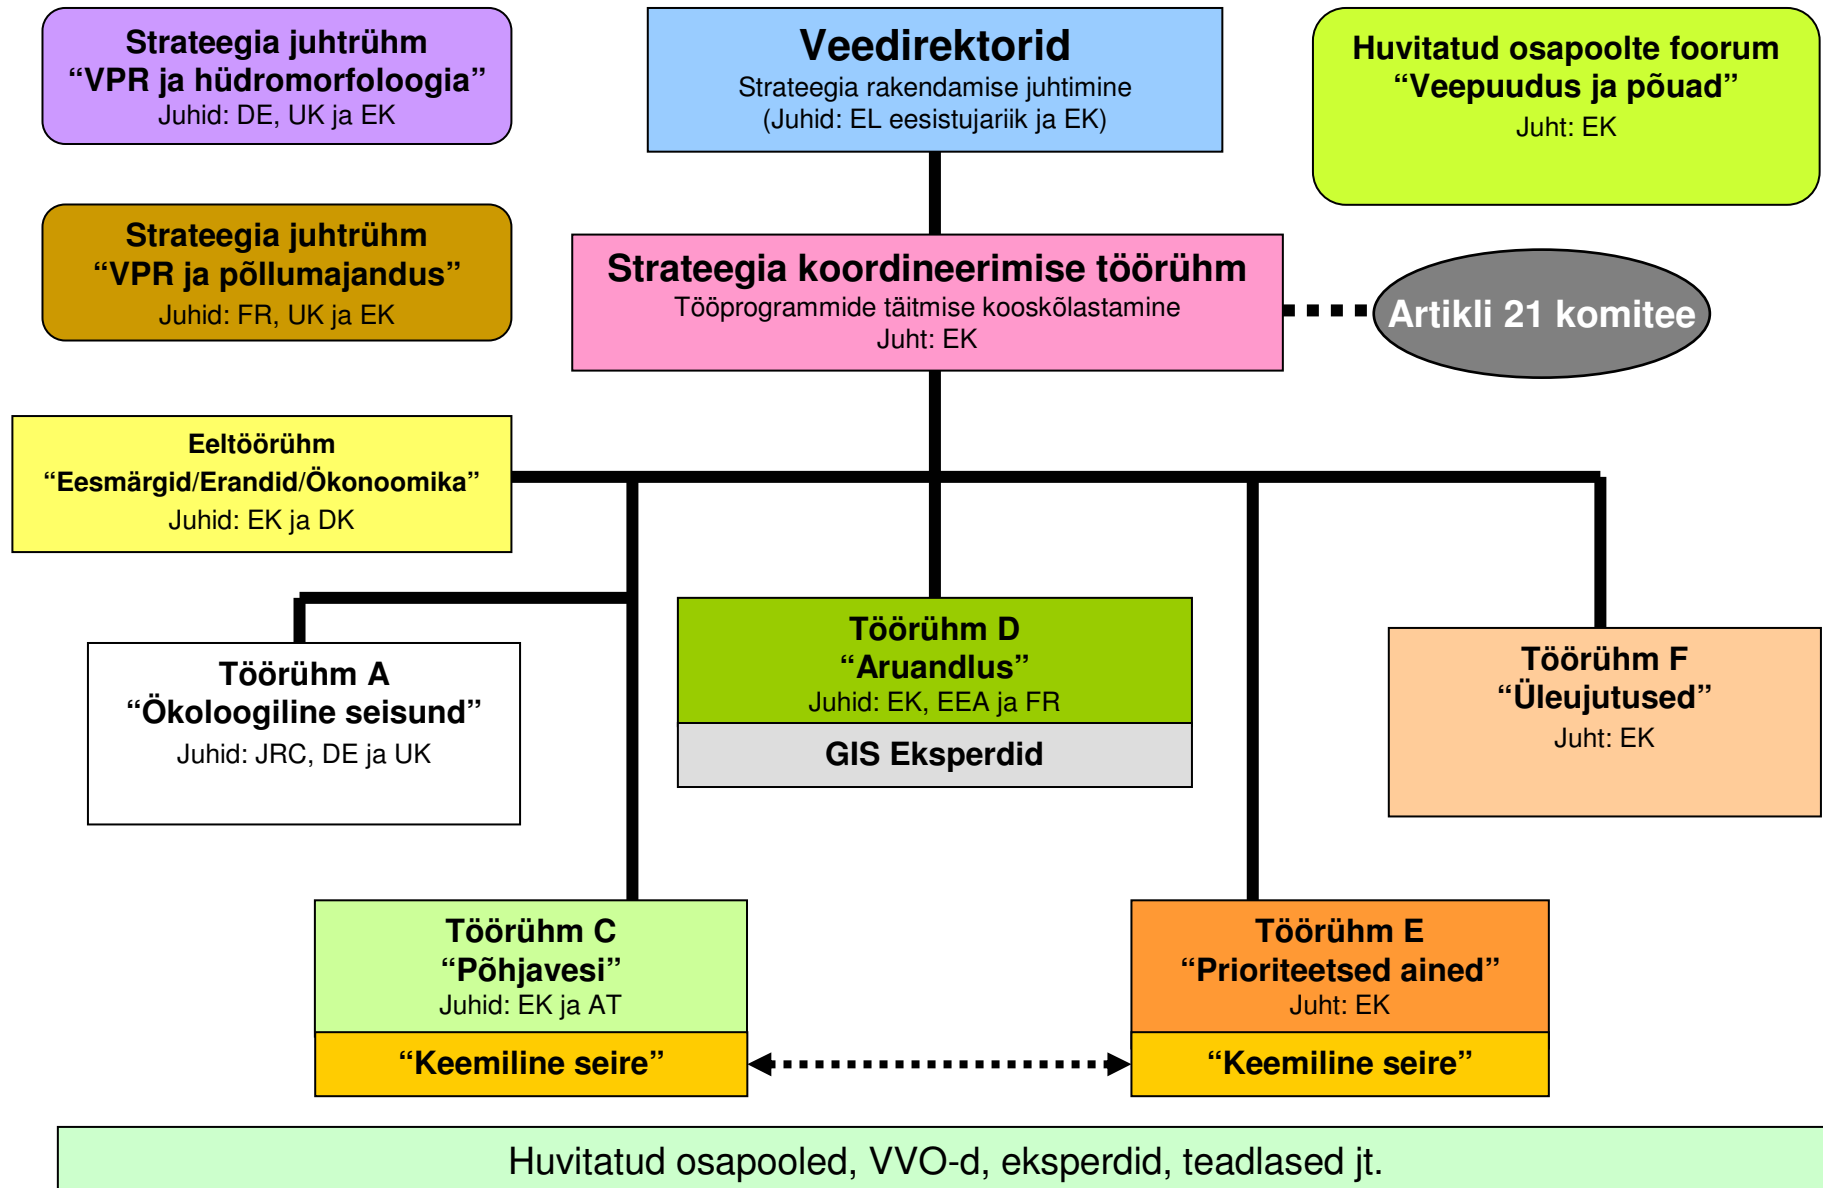 Strateegia juhtrühm
“VPR ja hüdromorfoloogia”
Juhid: DE, UK ja EK
Veedirektorid
Strateegia rakendamise juhtimine
(Juhid: EL eesistujariik ja EK)
Huvitatud osapoolte foorum
“Veepuudus ja põuad”
Juht: EK
Strateegia juhtrühm
“VPR ja põllumajandus”
Juhid: FR, UK ja EK
Strateegia koordineerimise töörühm
Tööprogrammide täitmise kooskõlastamine
Juht: EK
Artikli 21 komitee
Eeltöörühm
“Eesmärgid/Erandid/Ökonoomika”
Juhid: EK ja DK
Töörühm A
“Ökoloogiline seisund”
Juhid: JRC, DE ja UK
Töörühm D
“Aruandlus”
Juhid: EK, EEA ja FR
GIS Eksperdid
Töörühm F
“Üleujutused”
Juht: EK
Töörühm C
“Põhjavesi”
Juhid: EK ja AT
“Keemiline seire”
Töörühm E
“Prioriteetsed ained”
Juht: EK
“Keemiline seire”
Huvitatud osapooled, VVO-d, eksperdid, teadlased jt.